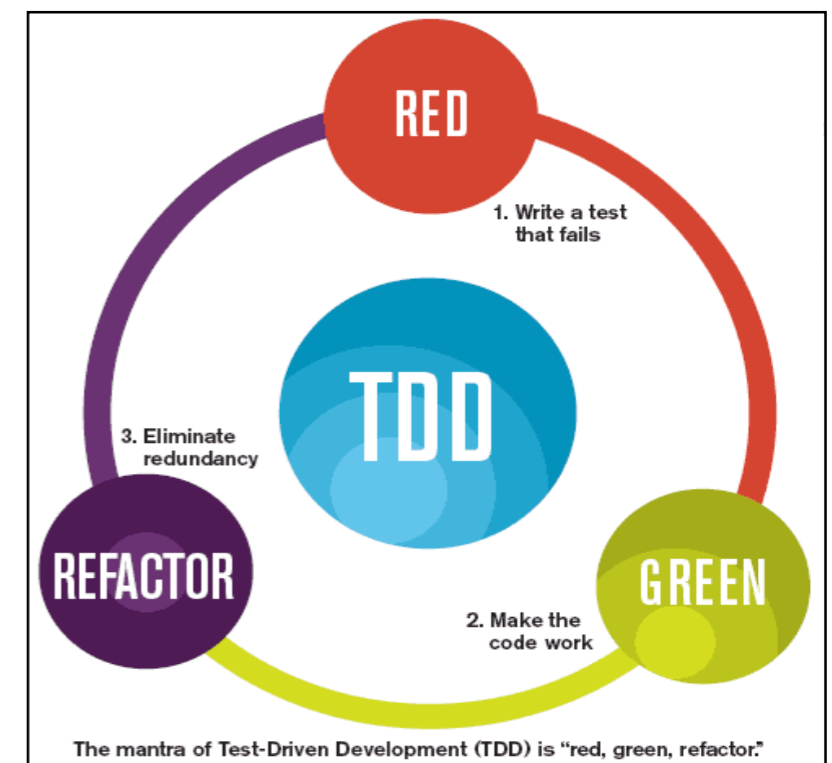 RED
1. Write a test
that fails
TDD
3. Eliminate
redundancy
REFACTOR
GREEN
2. Make the
code work
The mantra of Test-Driven Development (TDD) is “red, green, refactor.”